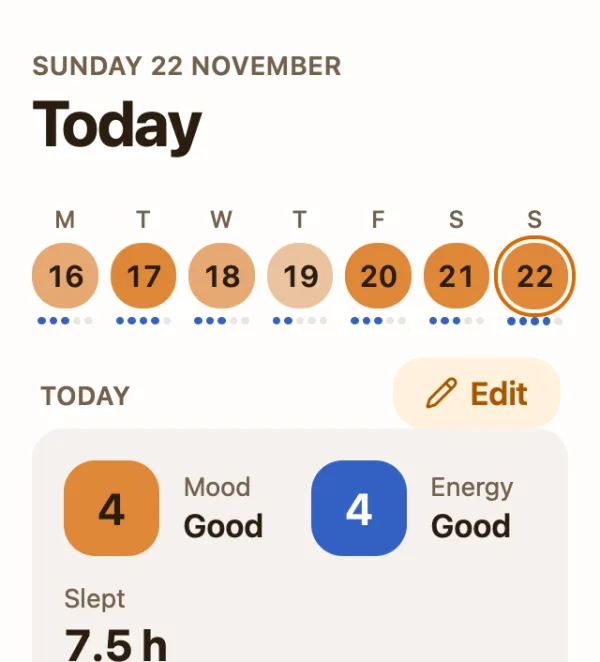 SUNDAY 22 NOVEMBER
Today
M T W T F S S
16 17 18 19 20 21 22
TODAY Edit
4 Mood Good 4 Energy Good
Slept
7.5 h